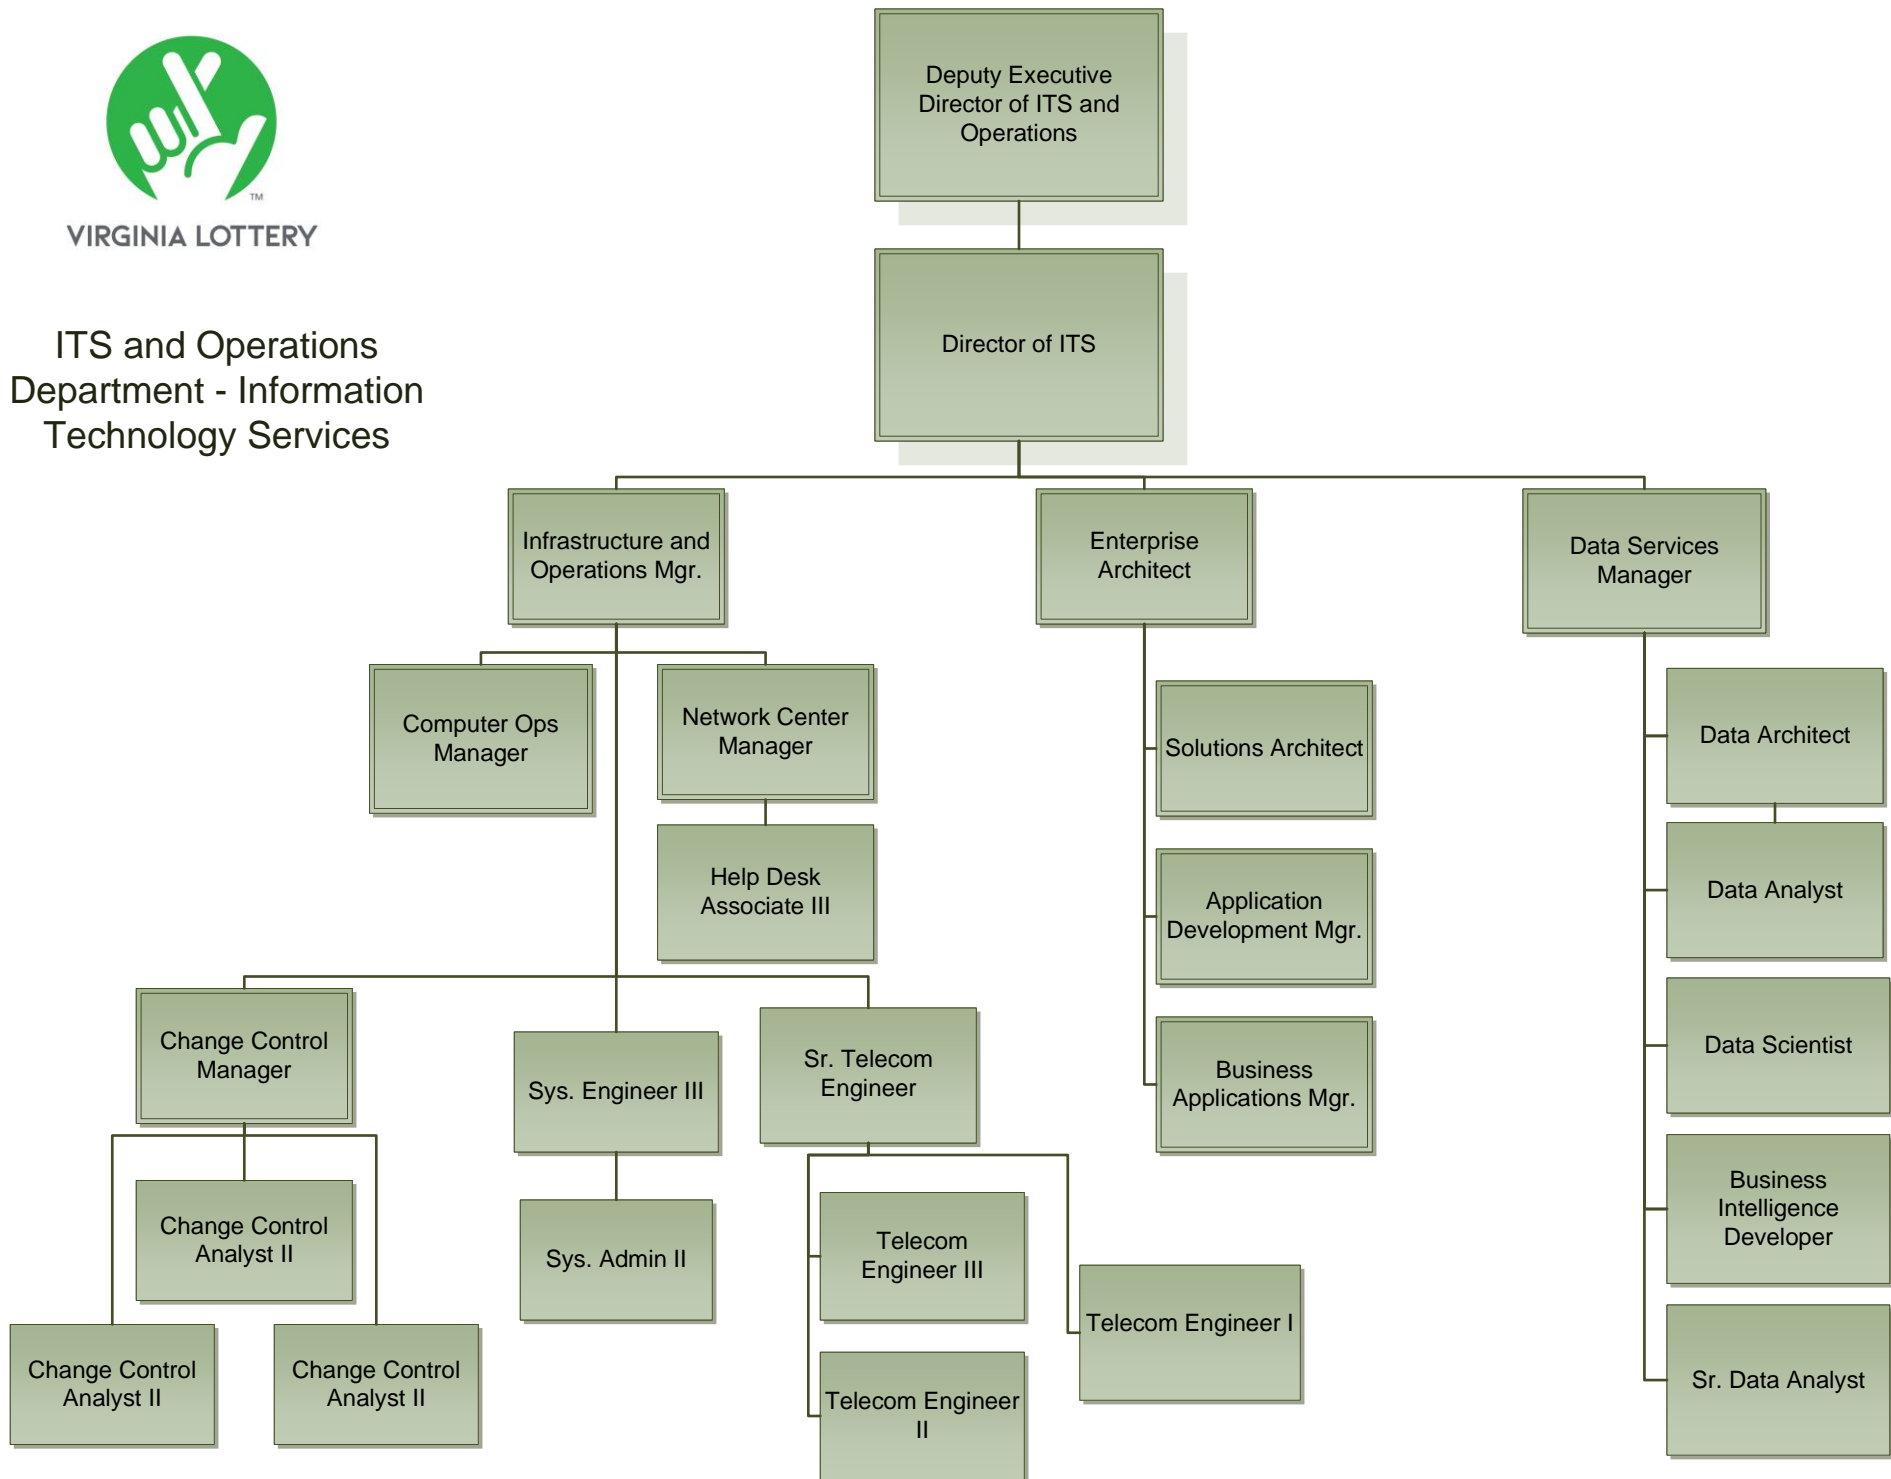 Deputy Executive
Director of ITS and
Operations
TM
VIRGINIA LOTTERY
ITS and Operations
Department - Information
Technology Services
Director of ITS
Infrastructure and
Operations Mgr.
Enterprise
Architect
Data Services
Manager
Computer Ops
Manager
Network Center
Manager
Solutions Architect
Data Architect
Help Desk
Associate III
Application
Development Mgr.
Data Analyst
Change Control
Manager
Sys. Engineer III
Sr. Telecom
Engineer
Business
Applications Mgr.
Data Scientist
Change Control
Analyst II
Sys. Admin II
Telecom
Engineer III
Business
Intelligence
Developer
Change Control
Analyst II
Change Control
Analyst II
Telecom Engineer
II
Telecom Engineer I
Sr. Data Analyst